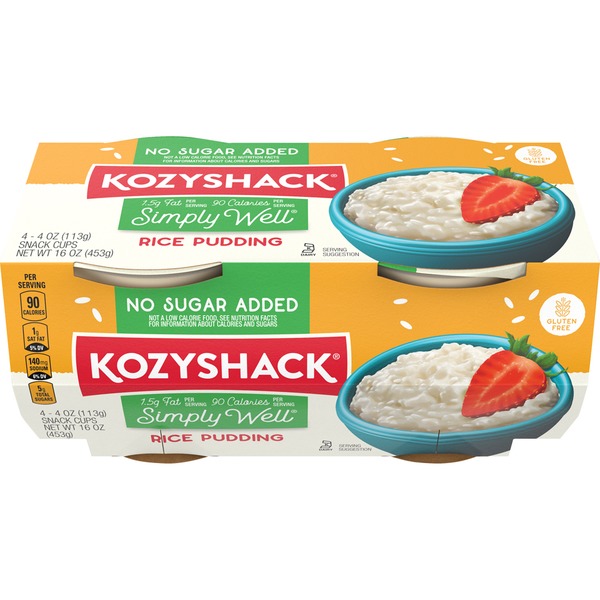 NO SUGAR ADDED
NOT A LOW CALORIE FOOD, SEE NUTRITION FACTS
FOR INFORMATION ABOUT CALORIES AND SUGARS
KOZYSHACK®
1.5g Fat PER SERVING 90 Calories PER SERVING
Simply Well®
RICE PUDDING
4 - 4 OZ (113g)
SNACK CUPS
NET WT 16 OZ (453g)
DAIRY
SERVING
SUGGESTION
GLUTEN
FREE
PER
SERVING
90
CALORIES
1g
SAT FAT
5% DV
140mg
SODIUM
6% DV
5g
TOTAL
SUGARS
NO SUGAR ADDED
NOT A LOW CALORIE FOOD, SEE NUTRITION FACTS
FOR INFORMATION ABOUT CALORIES AND SUGARS
KOZYSHACK®
1.5g Fat PER SERVING 90 Calories PER SERVING
Simply Well®
RICE PUDDING
4 - 4 OZ (113g)
SNACK CUPS
NET WT 16 OZ
(453g)
DAIRY
SERVING
SUGGESTION
GLUTEN
FREE